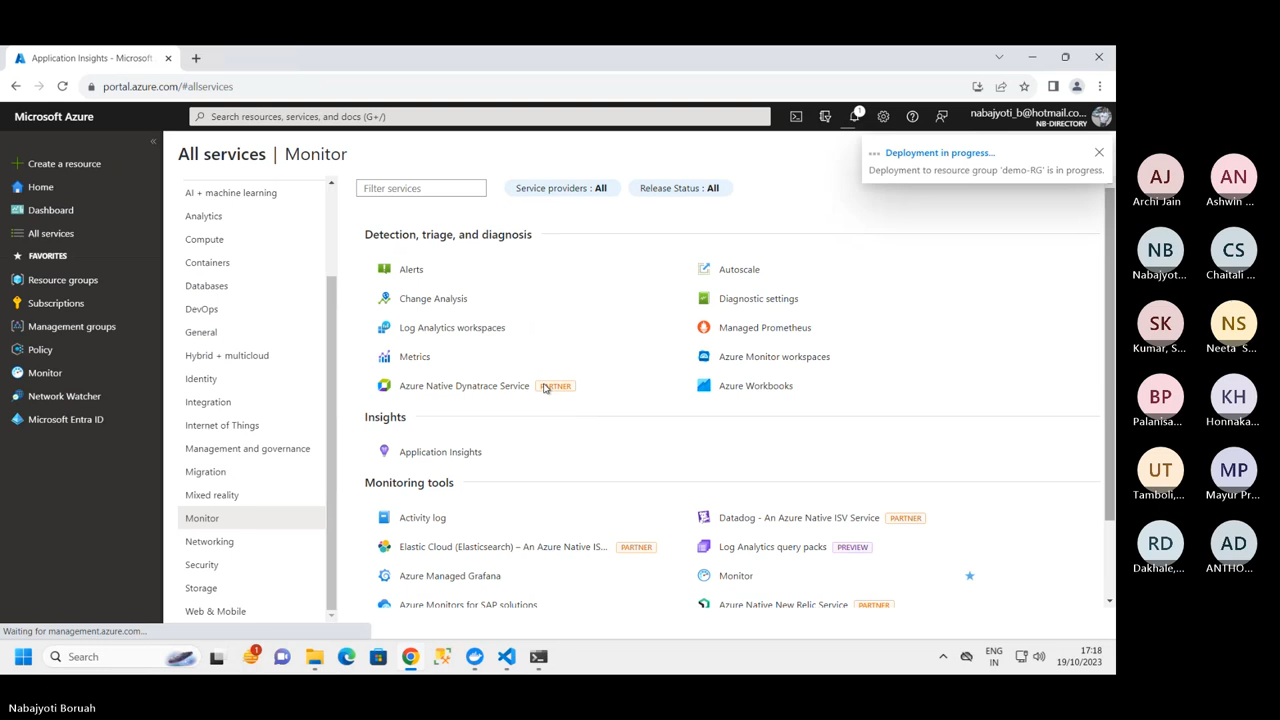 Application Insights - Microsoft
portal.azure.com/#allservices
Microsoft Azure
Search resources, services, and docs (G+/)
1
nabajyoti_b@hotmail.co...
NB-DIRECTORY
Create a resource
Home
Dashboard
All services
FAVORITES
Resource groups
Subscriptions
Management groups
Policy
Monitor
Network Watcher
Microsoft Entra ID
All services | Monitor
Deployment in progress...
Deployment to resource group 'demo-RG' is in progress.
AI + machine learning
Analytics
Compute
Containers
Databases
DevOps
General
Hybrid + multicloud
Identity
Integration
Internet of Things
Management and governance
Migration
Mixed reality
Monitor
Networking
Security
Storage
Web & Mobile
Filter services
Service providers : All
Release Status : All
Detection, triage, and diagnosis
Alerts
Autoscale
Change Analysis
Diagnostic settings
Log Analytics workspaces
Managed Prometheus
Metrics
Azure Monitor workspaces
Azure Native Dynatrace Service PARTNER
Azure Workbooks
Insights
Application Insights
Monitoring tools
Activity log
Datadog - An Azure Native ISV Service PARTNER
Elastic Cloud (Elasticsearch) – An Azure Native IS... PARTNER
Log Analytics query packs PREVIEW
Azure Managed Grafana
Monitor
Azure Monitors for SAP solutions
Azure Native New Relic Service PARTNER
Waiting for management.azure.com...
Search
1
ENG
IN
17:18
19/10/2023
AJ
Archi Jain
AN
Ashwin ...
NB
Nabajyot...
CS
Chaitali ...
SK
Kumar, S...
NS
Neeta S...
BP
Palanisa...
KH
Honnaka...
UT
Tamboli,...
MP
Mayur Pr...
RD
Dakhale,...
AD
ANTHO...
Nabajyoti Boruah